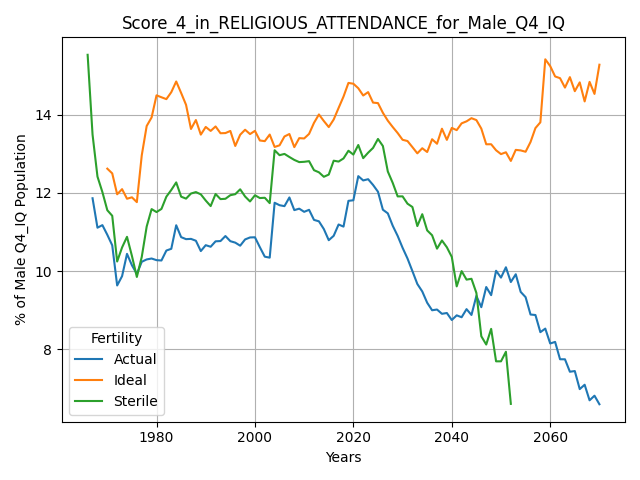 Score_4_in_RELIGIOUS_ATTENDANCE_for_Male_Q4_IQ
% of Male Q4_IQ Population
14
12
10
8
Fertility
Actual
Ideal
Sterile
1980 2000 2020 2040 2060
Years